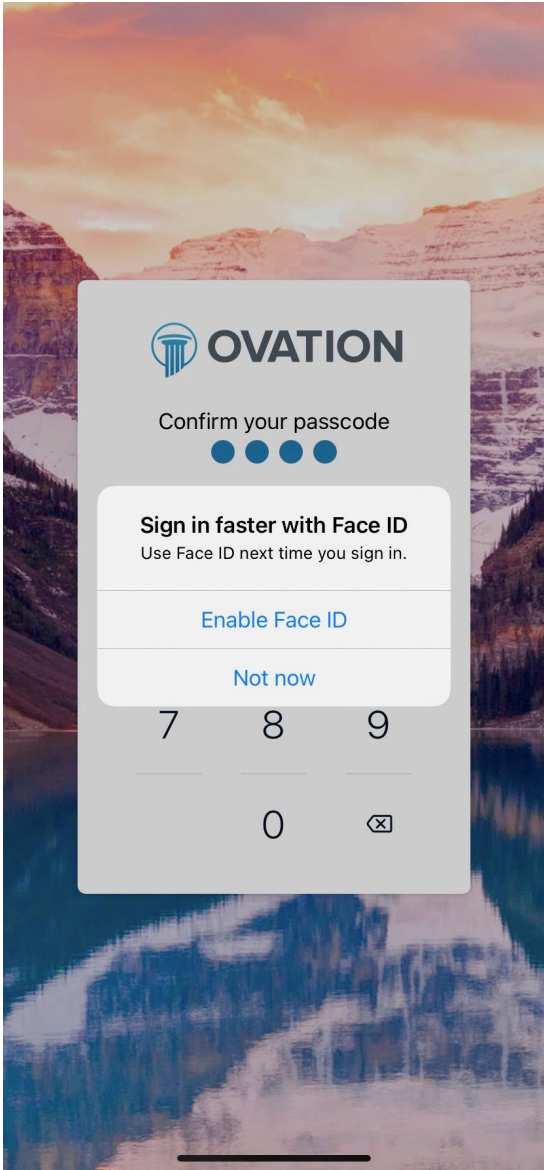 OVATION
Confirm your passcode
Sign in faster with Face ID
Use Face ID next time you sign in.
Enable Face ID
Not now
7 8 9
0